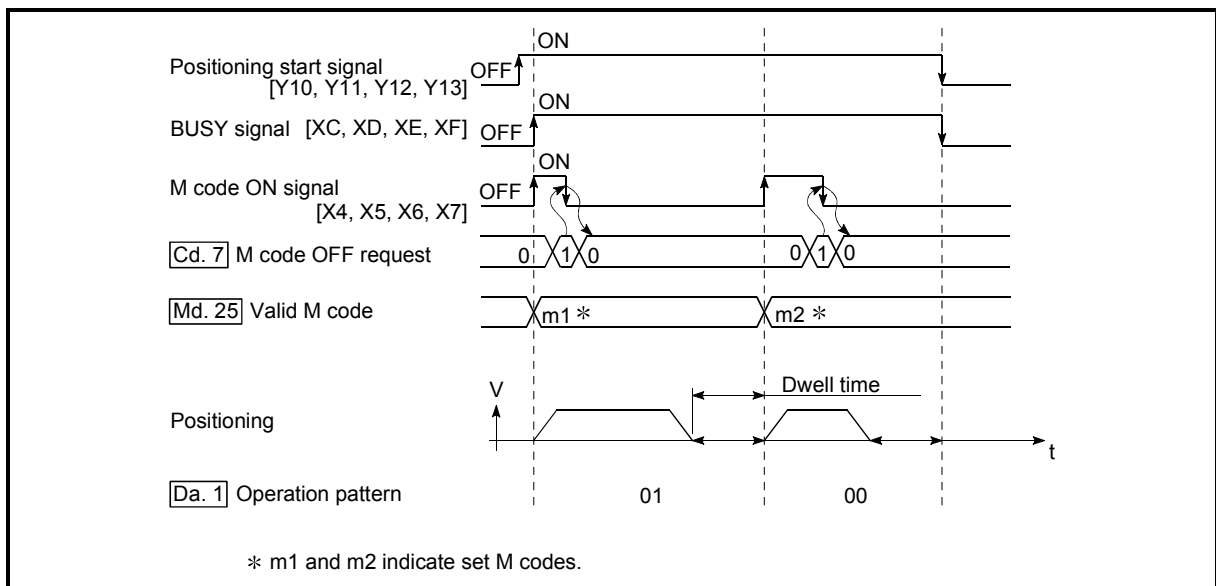 ON
Positioning start signal OFF
[Y10, Y11, Y12, Y13]
ON
BUSY signal [XC, XD, XE, XF] OFF
ON
M code ON signal OFF
[X4, X5, X6, X7]
Cd. 7 M code OFF request 0 1 0 0 1 0
Md. 25 Valid M code m1 * m2 *
V Dwell time
Positioning
t
Da. 1 Operation pattern 01 00
* m1 and m2 indicate set M codes.